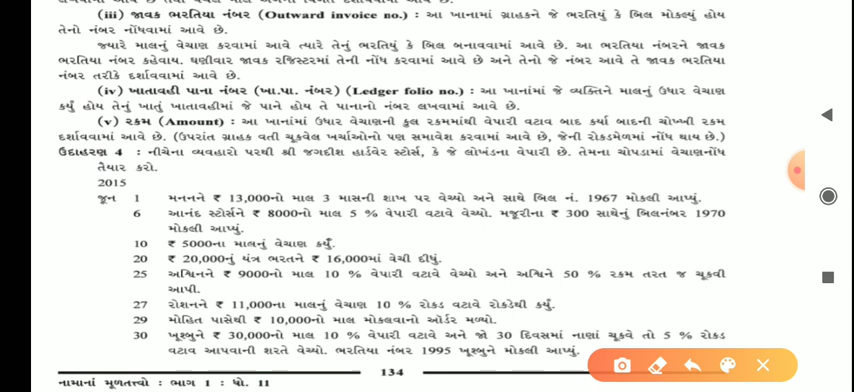 (iii) જાવક ભરતિયા નંબર (Outward invoice no.) : આ ખાનામાં ગ્રાહકને જે ભરતિયું કે બિલ મોકલ્યું હોય
તેનો નંબર નોંધવામાં આવે છે.
જ્યારે માલનું વેચાણ કરવામાં આવે ત્યારે તેનું ભરતિયું કે બિલ બનાવવામાં આવે છે. આ ભરતિયા નંબરને જાવક
ભરતિયા નંબર કહેવાય. ઘણીવાર જાવક રજિસ્ટરમાં તેની નોંધ કરવામાં આવે છે અને તેનો જે નંબર આવે તે જાવક ભરતિયા
નંબર તરીકે દર્શાવવામાં આવે છે.
(iv) ખાતાવહી પાના નંબર (ખા.પા. નંબર) (Ledger folio no.) : આ ખાનાંમાં જે વ્યક્તિને માલનું ઉધાર વેચાણ
કર્યું હોય તેનું ખાતું ખાતાવહીમાં જે પાને હોય તે પાનાનો નંબર લખવામાં આવે છે.
(v) રકમ (Amount) : આ ખાનાંમાં ઉધાર વેચાણની કુલ રકમમાંથી વેપારી વટાવ બાદ કર્યા બાદની ચોખ્ખી રકમ
દર્શાવવામાં આવે છે. (ઉપરાંત ગ્રાહક વતી ચૂકવેલ ખર્ચાઓનો પણ સમાવેશ કરવામાં આવે છે, જેની રોકડમેળમાં નોંધ થાય છે.)
ઉદાહરણ 4 : નીચેના વ્યવહારો પરથી શ્રી જગદીશ હાર્ડવેર સ્ટોર્સ, કે જે લોખંડના વેપારી છે. તેમના ચોપડામાં વેચાણનોંધ
તૈયાર કરો.
2015
જૂન 1 મનનને ₹ 13,000નો માલ 3 માસની શાખ પર વેચ્યો અને સાથે બિલ નં. 1967 મોકલી આપ્યું.
6 આનંદ સ્ટોર્સને ₹ 8000નો માલ 5 % વેપારી વટાવે વેચ્યો. મજૂરીના ₹ 300 સાથેનું બિલનંબર 1970
મોકલી આપ્યું.
10 ₹ 5000ના માલનું વેચાણ કર્યું.
20 ₹ 20,000નું યંત્ર ભરતને ₹ 16,000માં વેચી દીધું.
25 અશ્વિનને ₹ 9000નો માલ 10 % વેપારી વટાવે વેચ્યો અને અશ્વિને 50 % રકમ તરત જ ચૂકવી
આપી.
27 રોશનને ₹ 11,000ના માલનું વેચાણ 10 % રોકડ વટાવે રોકડેથી કર્યું.
29 મોહિત પાસેથી ₹ 10,000નો માલ મોકલવાનો ઑર્ડર મળ્યો.
30 ખૂશ્બુને ₹ 30,000નો માલ 10 % વેપારી વટાવે અને જો 30 દિવસમાં નાણાં ચૂકવે તો 5 % રોકડ
વટાવ આપવાની શરતે વેચ્યો. ભરતિયા નંબર 1995 ખૂશ્બુને મોકલી આપ્યું.
134
નામાનાં મૂળતત્ત્વો : ભાગ 1 : ધો. 11